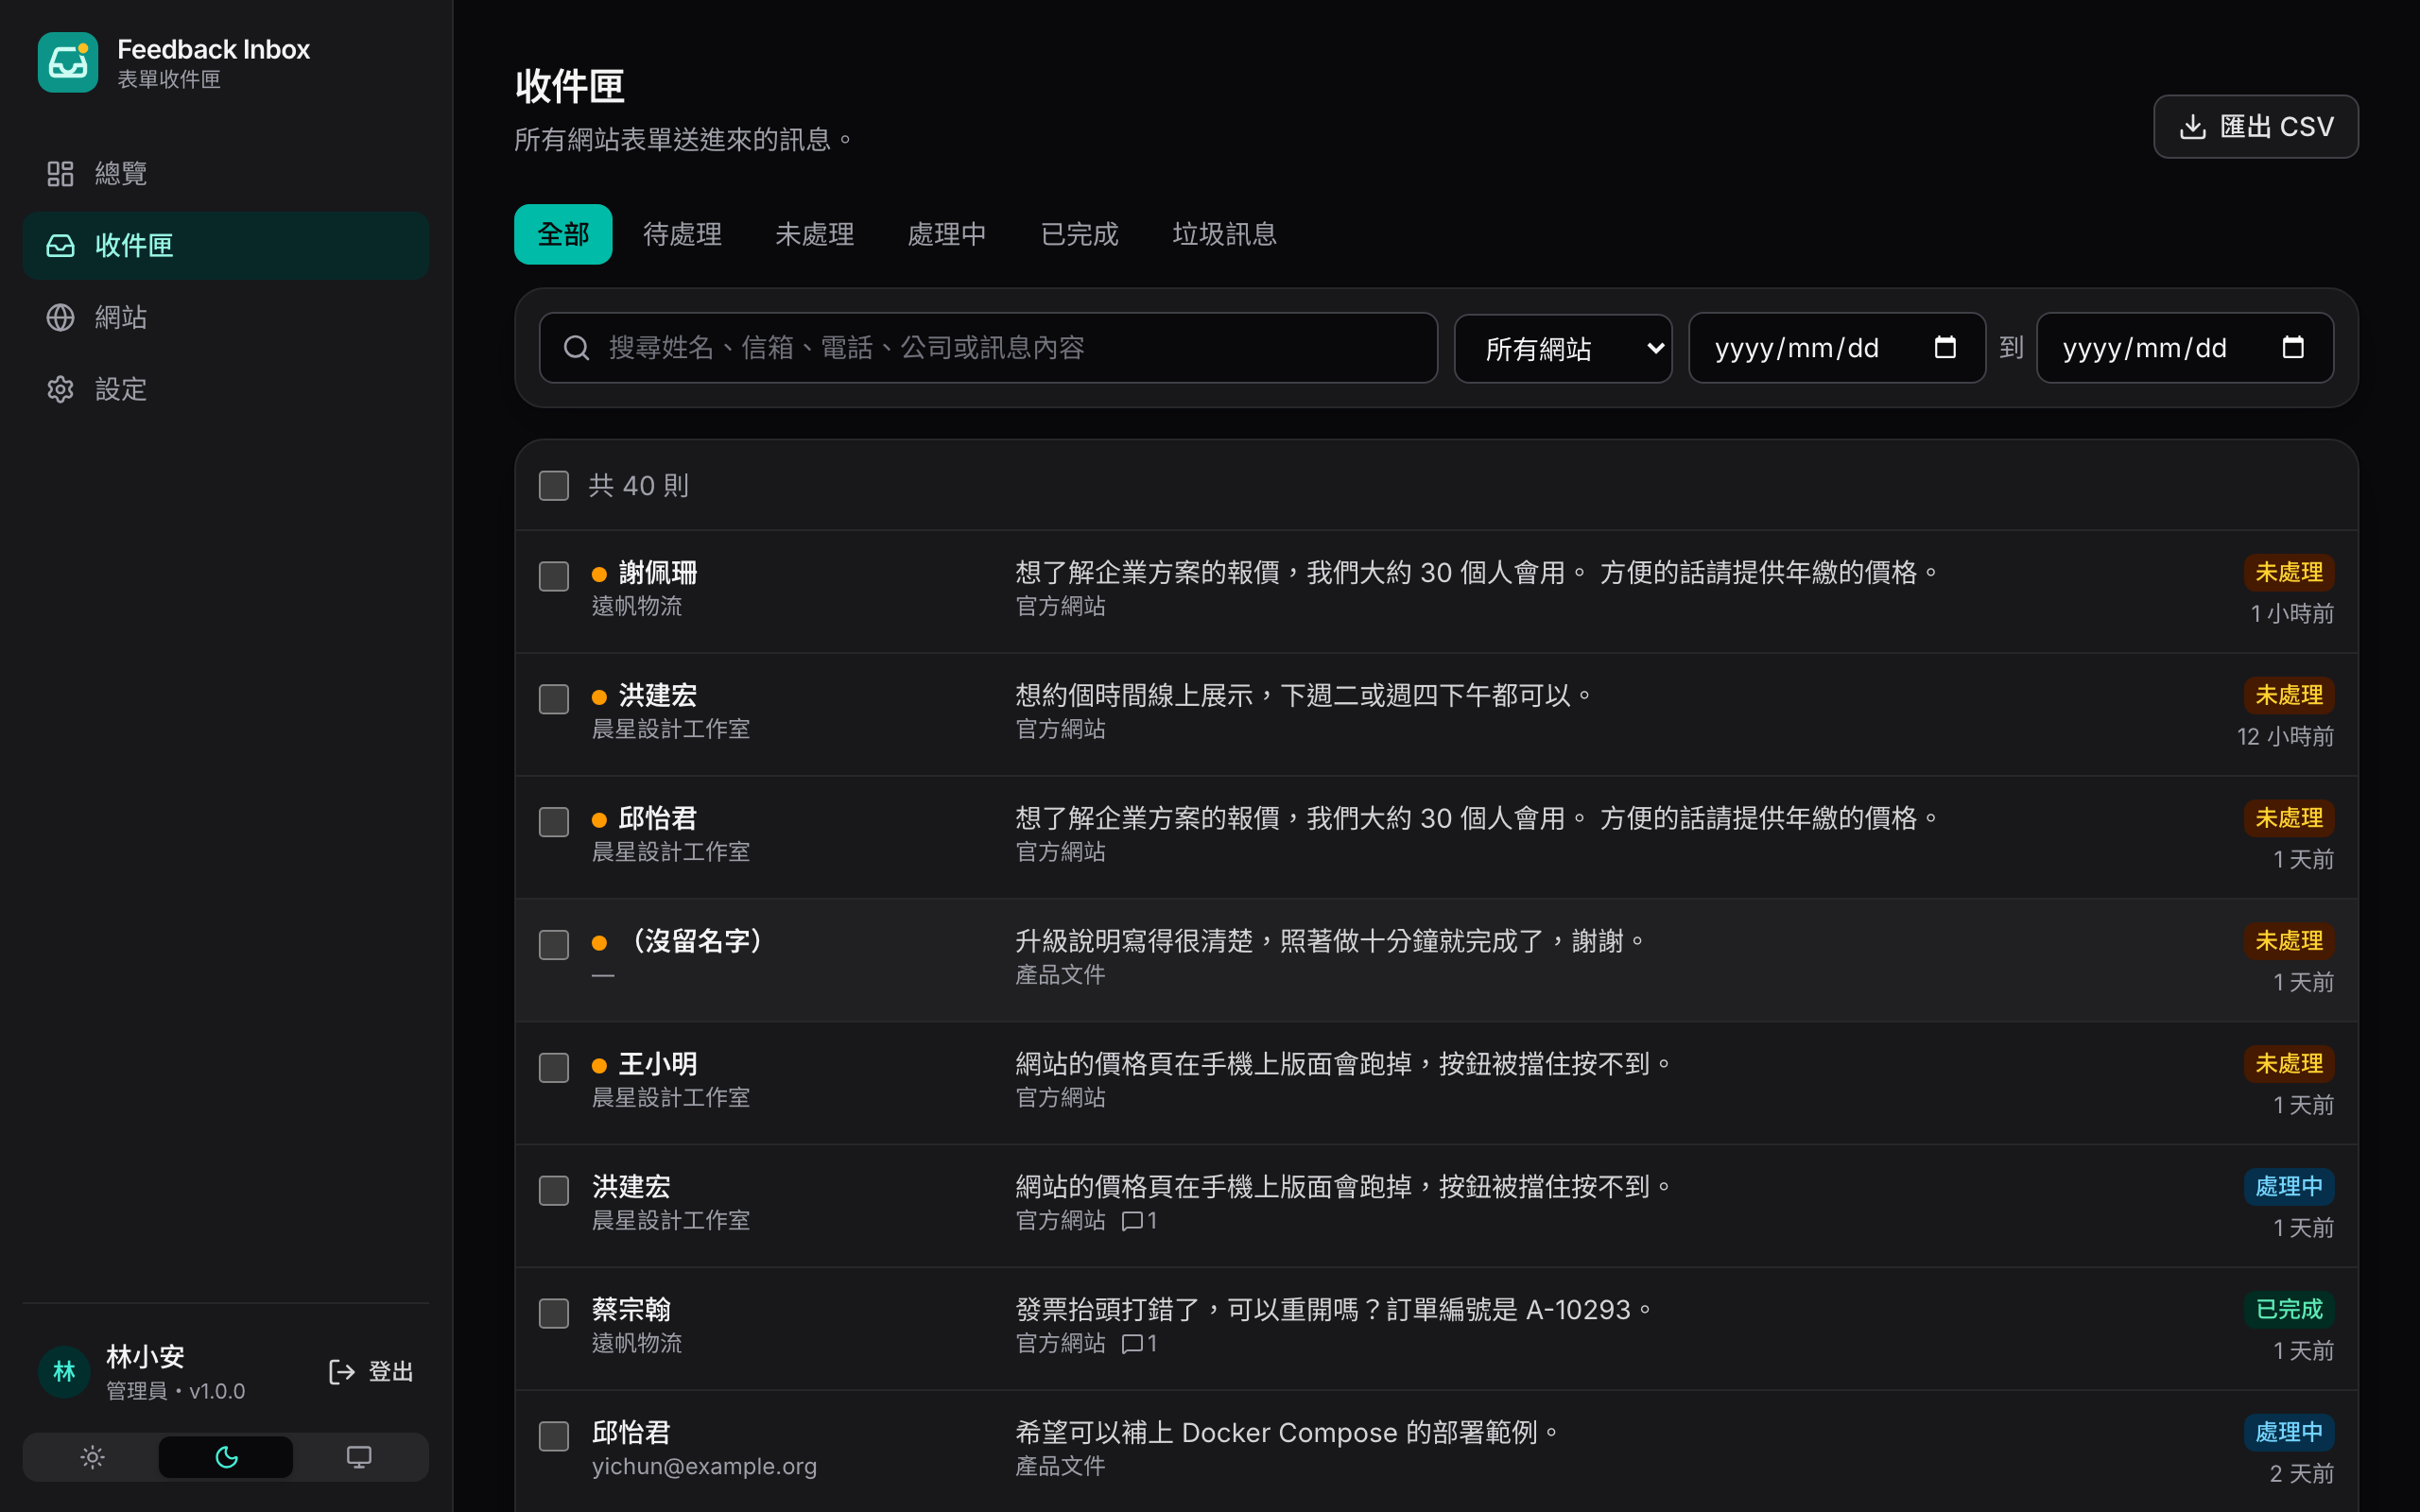 Feedback Inbox
表單收件匣
總覽
收件匣
網站
設定
林
林小安
管理員・v1.0.0
登出
收件匣
所有網站表單送進來的訊息。
匯出 CSV
全部 待處理 未處理 處理中 已完成 垃圾訊息
搜尋姓名、信箱、電話、公司或訊息內容 所有網站 yyyy/mm/dd 到 yyyy/mm/dd
共 40 則
謝佩珊 想了解企業方案的報價，我們大約 30 個人會用。 方便的話請提供年繳的價格。 未處理
遠帆物流 官方網站 1 小時前
洪建宏 想約個時間線上展示，下週二或週四下午都可以。 未處理
晨星設計工作室 官方網站 12 小時前
邱怡君 想了解企業方案的報價，我們大約 30 個人會用。 方便的話請提供年繳的價格。 未處理
晨星設計工作室 官方網站 1 天前
（沒留名字） 升級說明寫得很清楚，照著做十分鐘就完成了，謝謝。 未處理
— 產品文件 1 天前
王小明 網站的價格頁在手機上版面會跑掉，按鈕被擋住按不到。 未處理
晨星設計工作室 官方網站 1 天前
洪建宏 網站的價格頁在手機上版面會跑掉，按鈕被擋住按不到。 處理中
晨星設計工作室 官方網站 1 1 天前
蔡宗翰 發票抬頭打錯了，可以重開嗎？訂單編號是 A-10293。 已完成
遠帆物流 官方網站 1 1 天前
邱怡君 希望可以補上 Docker Compose 的部署範例。 處理中
yichun@example.org 產品文件 2 天前